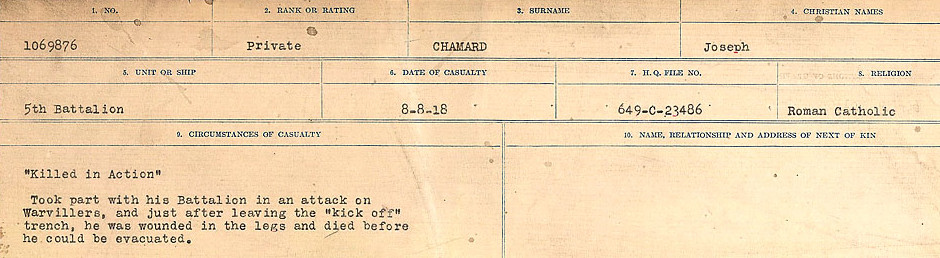 1. NO. 2. RANK OR RATING 3. SURNAME 4. CHRISTIAN NAMES
1069876 Private CHAMARD Joseph
5. UNIT OR SHIP 6. DATE OF CASUALTY 7. H. Q. FILE NO. 8. RELIGION
5th Battalion 8-8-18 649-C-23486 Roman Catholic
9. CIRCUMSTANCES OF CASUALTY 10. NAME, RELATIONSHIP AND ADDRESS OF NEXT OF KIN
"Killed in Action"
Took part with his Battalion in an attack on
Warvillers, and just after leaving the "kick off"
trench, he was wounded in the legs and died before
he could be evacuated.